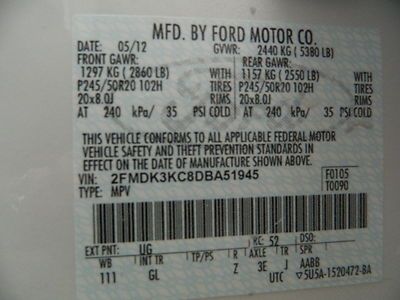 MFD. BY FORD MOTOR CO.
DATE: 05/12 GVWR: 2440 KG (5380 LB)
FRONT GAWR: REAR GAWR:
1297 KG (2860 LB) 1157 KG (2550 LB)
P245/50R20 102H TIRES P245/50R20 102H TIRES
20x8.0J RIMS 20x8.0J RIMS
AT 240 kPa/ 35 PSI COLD AT 240 kPa/ 35 PSI COLD
THIS VEHICLE CONFORMS TO ALL APPLICABLE FEDERAL MOTOR
VEHICLE SAFETY AND THEFT PREVENTION STANDARDS IN EFFECT ON THE
DATE OF MANUFACTURE SHOWN ABOVE.
VIN: 2FMDK3KC8DBA51945 F0105
TYPE: MPV T0090
EXT PNT: UG RC: 52
WB INT TR TP/PS R AXLE TR SPR
111 GL Z 3E J AABB
5U5A-1520472-BA